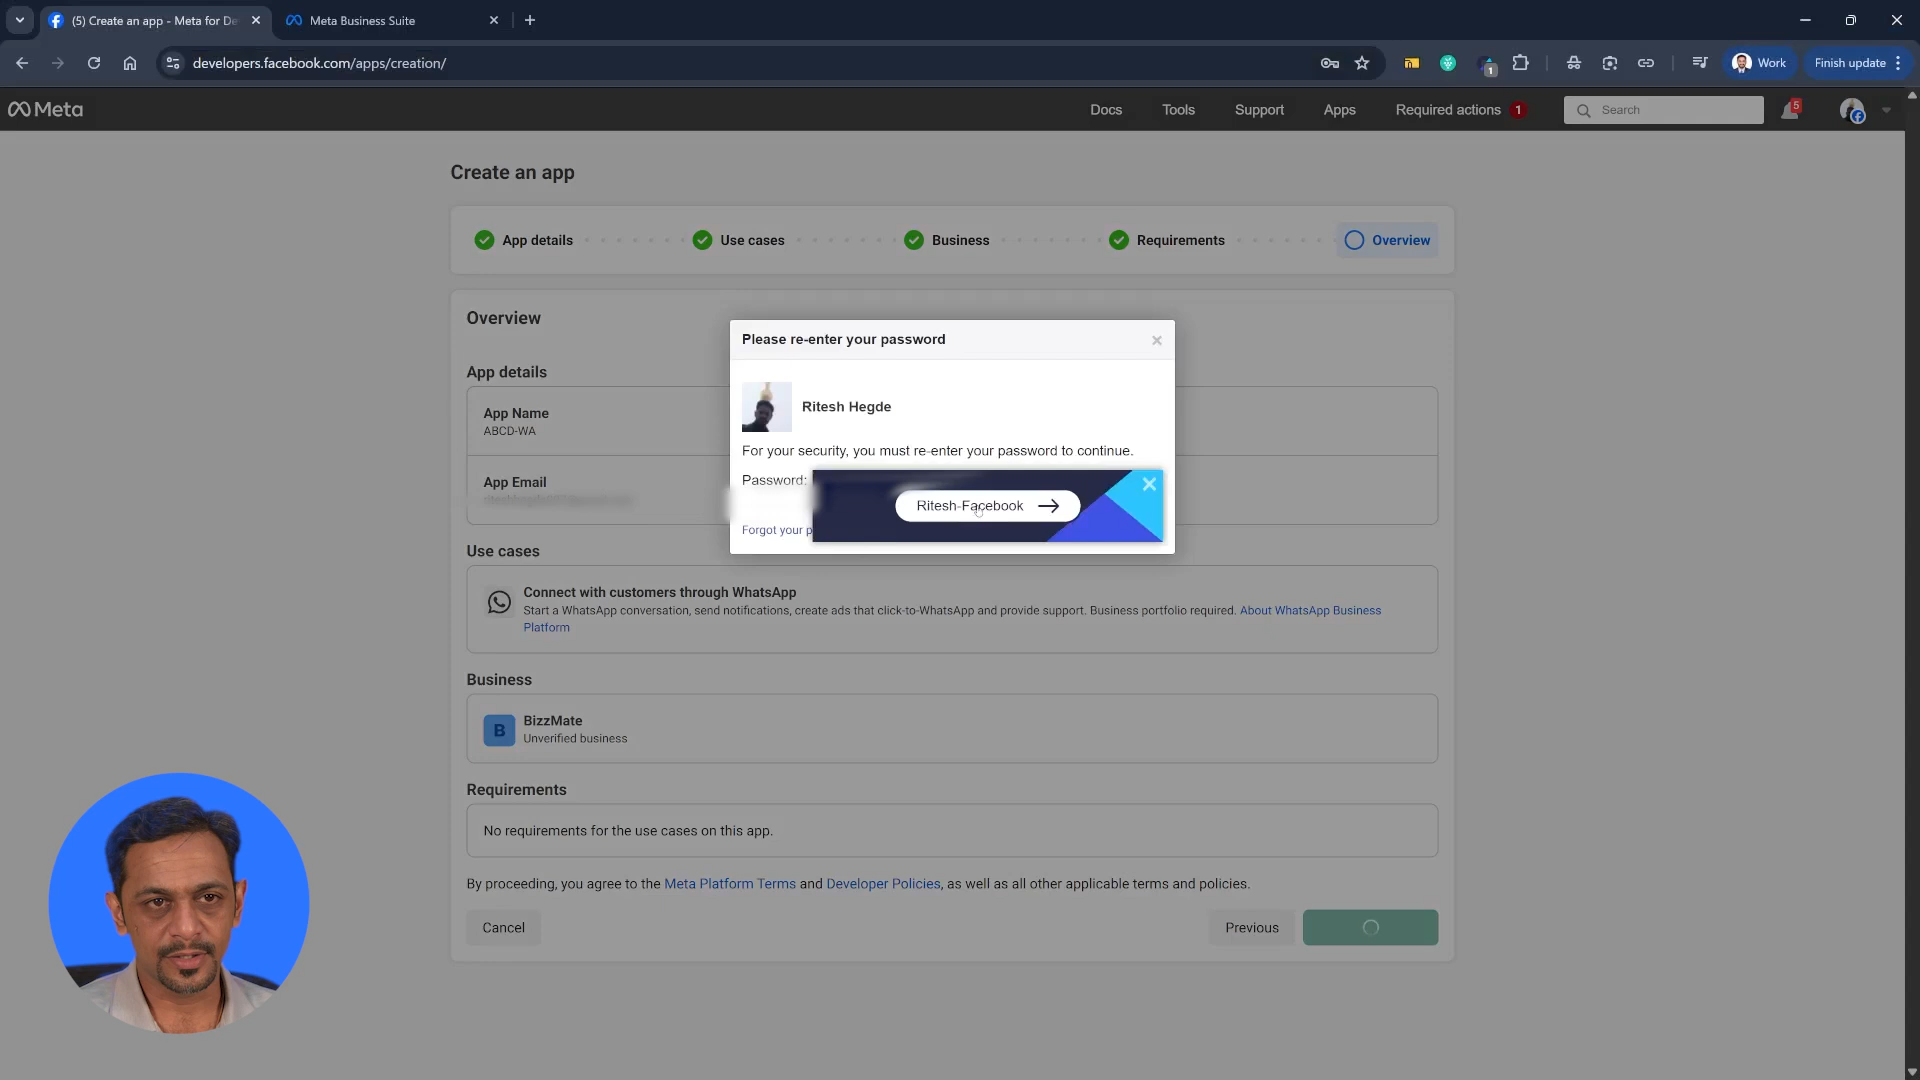 (5) Create an app - Meta for De
Meta Business Suite
developers.facebook.com/apps/creation/
1
Work
Finish update
Meta
Docs
Tools
Support
Apps
Required actions 1
Search
5
Create an app
App details
Use cases
Business
Requirements
Overview
Overview
App details
App Name
ABCD-WA
App Email
Please re-enter your password
Ritesh Hegde
For your security, you must re-enter your password to continue.
Password:
Ritesh-Facebook
Forgot your p
Use cases
Connect with customers through WhatsApp
Start a WhatsApp conversation, send notifications, create ads that click-to-WhatsApp and provide support. Business portfolio required. About WhatsApp Business
Platform
Business
B
BizzMate
Unverified business
Requirements
No requirements for the use cases on this app.
By proceeding, you agree to the Meta Platform Terms and Developer Policies, as well as all other applicable terms and policies.
Cancel
Previous